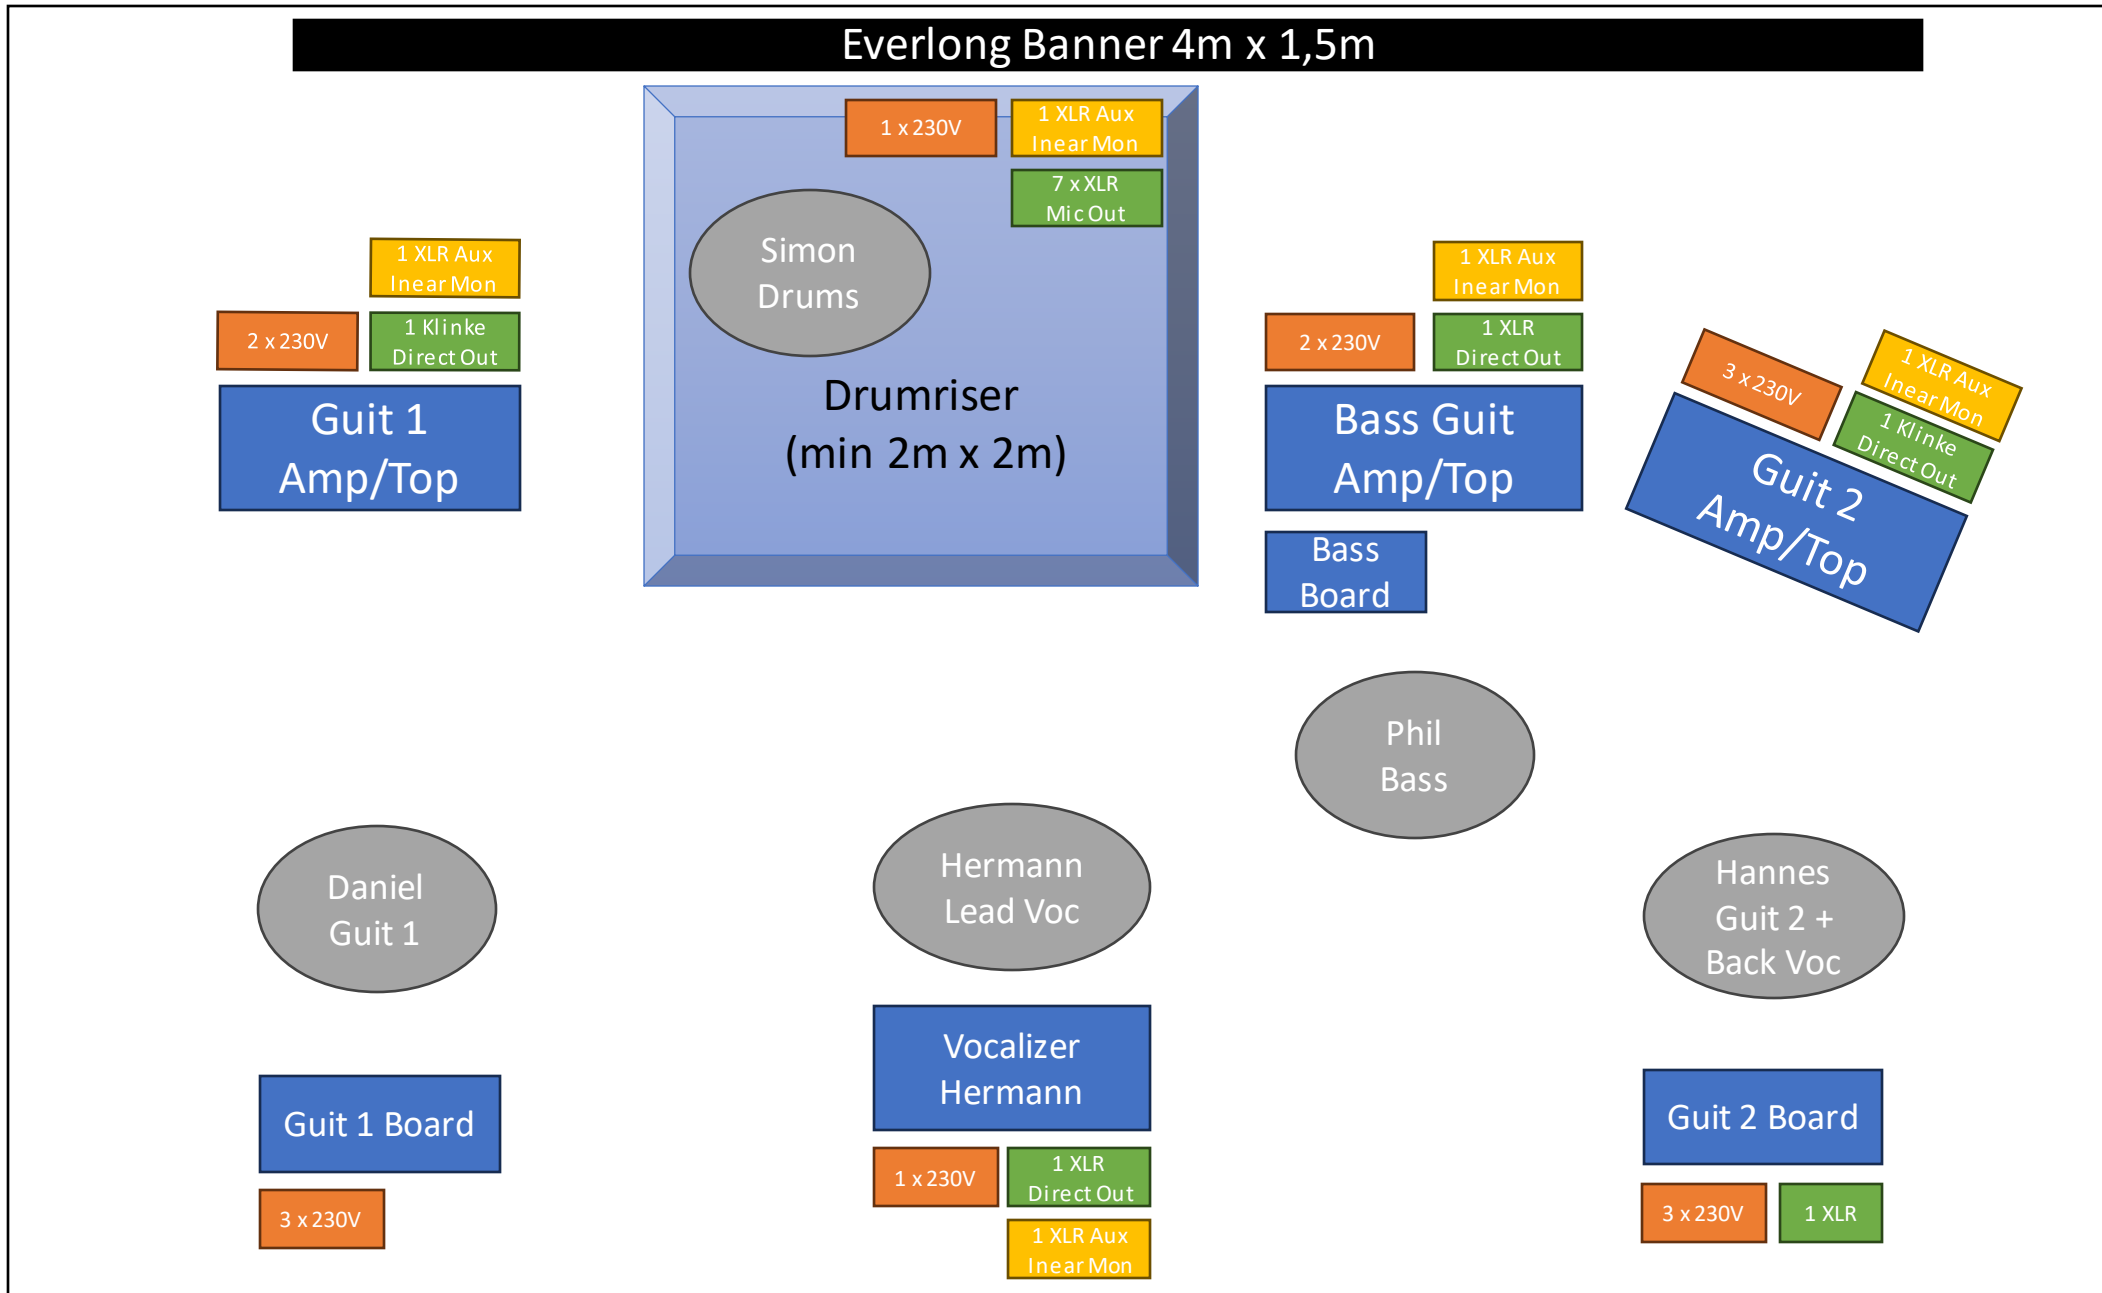 Everlong Banner 4m x 1,5m
1 x 230V
1 XLR Aux
Inear Mon
7 x XLR
Mic Out
Simon
Drums
Drumriser
(min 2m x 2m)
1 XLR Aux
Inear Mon
2 x 230V
1 Klinke
Direct Out
Guit 1
Amp/Top
1 XLR Aux
Inear Mon
2 x 230V
1 XLR
Direct Out
Bass Guit
Amp/Top
Bass
Board
3 x 230V
1 XLR Aux
Inear Mon
1 Klinke
Direct Out
Guit 2
Amp/Top
Phil
Bass
Daniel
Guit 1
Hermann
Lead Voc
Hannes
Guit 2 +
Back Voc
Guit 1 Board
3 x 230V
Vocalizer
Hermann
1 x 230V
1 XLR
Direct Out
1 XLR Aux
Inear Mon
Guit 2 Board
3 x 230V
1 XLR